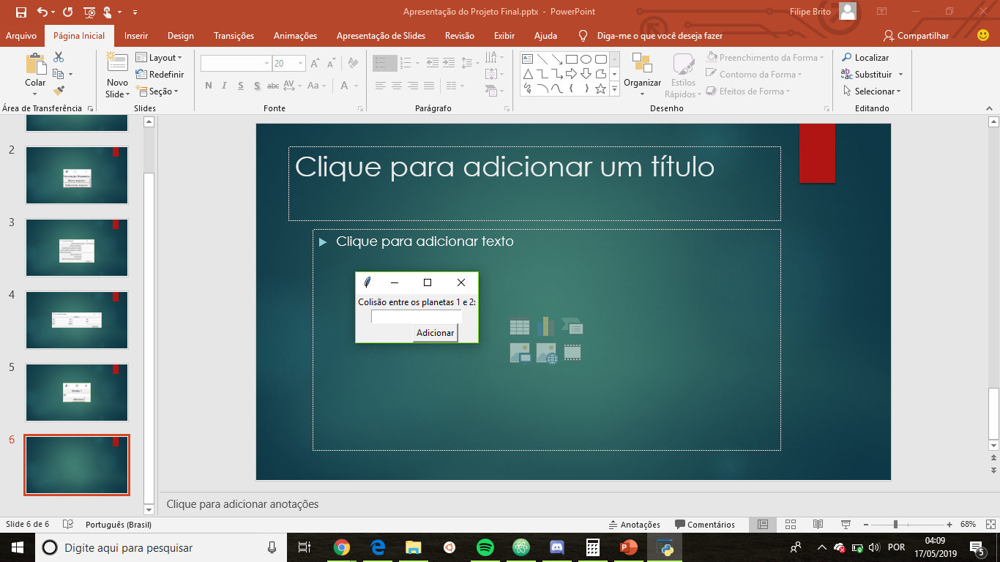 Apresentação do Projeto Final.pptx - PowerPoint
Filipe Brito
Arquivo Página Inicial Inserir Design Transições Animações Apresentação de Slides Revisão Exibir Ajuda Diga-me o que você deseja fazer Compartilhar
Colar
Área de Transferência
Novo
Slide
Layout
Redefinir
Seção
Slides
20
N I S S abc AV Aa A
Fonte
Parágrafo
Organizar
Estilos
Rápidos
Preenchimento da Forma
Contorno da Forma
Efeitos de Forma
Desenho
Localizar
Substituir
Selecionar
Editando
2
3
4
5
6
Clique para adicionar um título
Clique para adicionar texto
Colisão entre os planetas 1 e 2:
Adicionar
Clique para adicionar anotações
Slide 6 de 6 Português (Brasil) Anotações Comentários 68%
Digite aqui para pesquisar
POR
04:09
17/05/2019
5